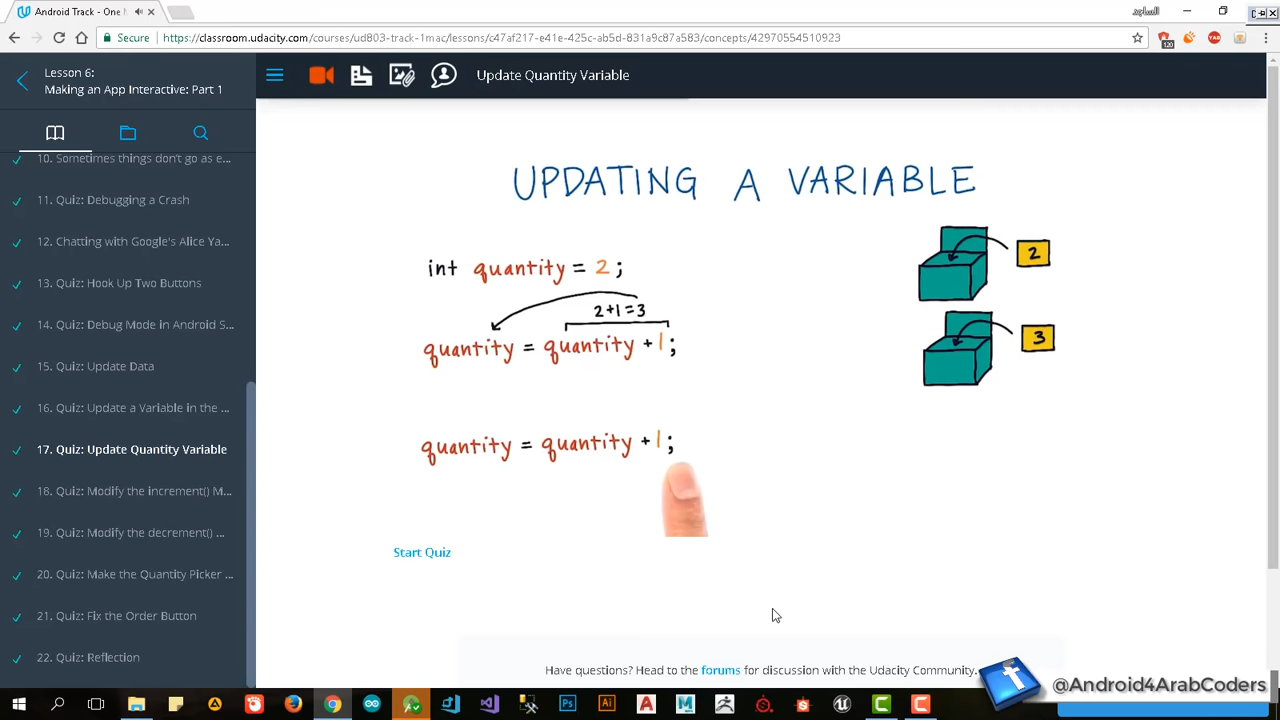 Android Track - One M
الساجد
Secure
https://classroom.udacity.com/courses/ud803-track-1mac/lessons/c47af217-e41e-425c-ab5d-831a9c87a583/concepts/42970554510923
120
YAB
Lesson 6:
Making an App Interactive: Part 1
Update Quantity Variable
10. Sometimes things don't go as e...
11. Quiz: Debugging a Crash
12. Chatting with Google's Alice Ya...
13. Quiz: Hook Up Two Buttons
14. Quiz: Debug Mode in Android S...
15. Quiz: Update Data
16. Quiz: Update a Variable in the ...
17. Quiz: Update Quantity Variable
18. Quiz: Modify the increment() M...
19. Quiz: Modify the decrement() ...
20. Quiz: Make the Quantity Picker ...
21. Quiz: Fix the Order Button
22. Quiz: Reflection
UPDATING A VARIABLE
int quantity = 2;
2
2+1=3
quantity = quantity + 1;
3
quantity = quantity + 1;
Start Quiz
Have questions? Head to the forums for discussion with the Udacity Community.
@Android4ArabCoders